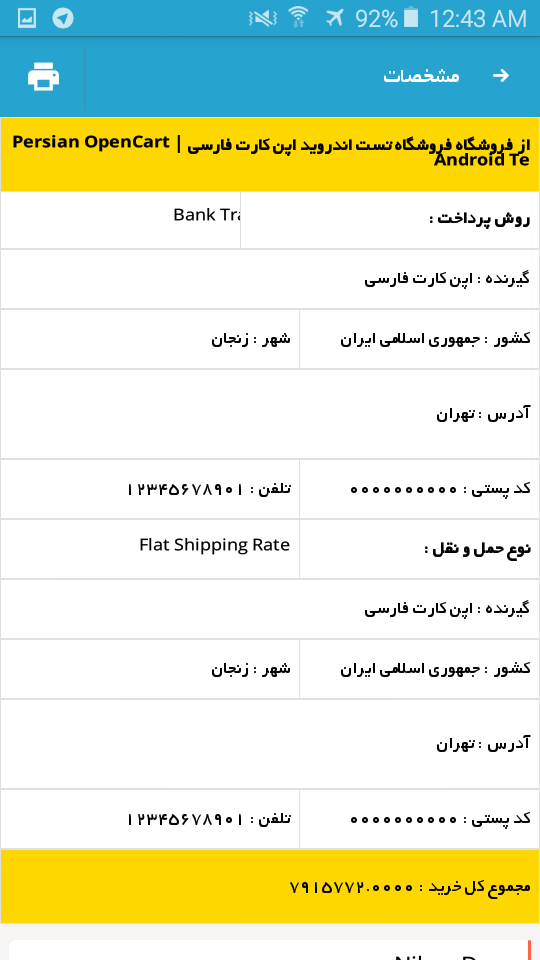 92% 12:43 AM
مشخصات
از فروشگاه فروشگاه تست اندروید اپن کارت فارسی | Persian OpenCart
Android Te
روش پرداخت :
Bank Tra
گیرنده : اپن کارت فارسی
کشور : جمهوری اسلامی ایران
شهر : زنجان
آدرس : تهران
کد پستی : ۰۰۰۰۰۰۰۰۰۰
تلفن : ۱۲۳۴۵۶۷۸۹۰۱
نوع حمل و نقل :
Flat Shipping Rate
گیرنده : اپن کارت فارسی
کشور : جمهوری اسلامی ایران
شهر : زنجان
آدرس : تهران
کد پستی : ۰۰۰۰۰۰۰۰۰۰
تلفن : ۱۲۳۴۵۶۷۸۹۰۱
مجموع کل خرید : ۷۹۱۵۷۷۲.۰۰۰۰